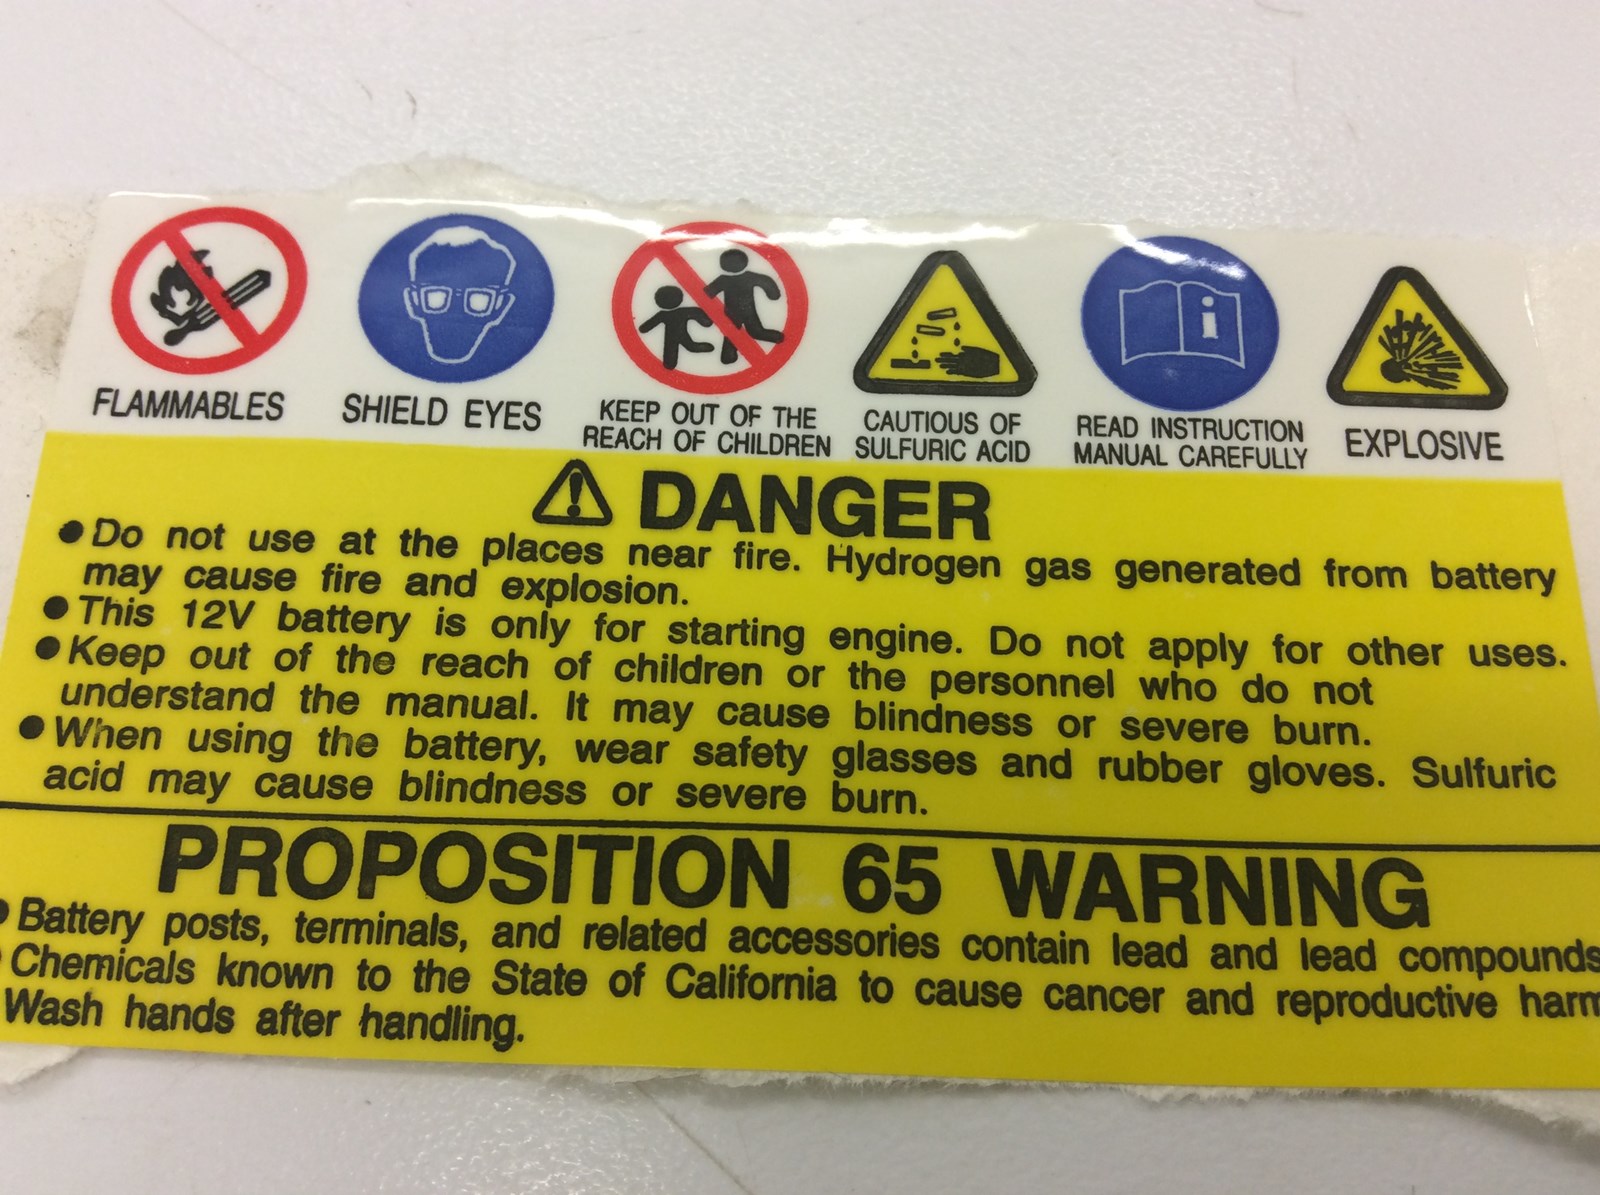 FLAMMABLES
SHIELD EYES
KEEP OUT OF THE
REACH OF CHILDREN
CAUTIOUS OF
SULFURIC ACID
READ INSTRUCTION
MANUAL CAREFULLY
EXPLOSIVE
DANGER
● Do not use at the places near fire. Hydrogen gas generated from battery
may cause fire and explosion.
● This 12V battery is only for starting engine. Do not apply for other uses.
● Keep out of the reach of children or the personnel who do not
understand the manual. It may cause blindness or severe burn.
● When using the battery, wear safety glasses and rubber gloves. Sulfuric
acid may cause blindness or severe burn.
PROPOSITION 65 WARNING
● Battery posts, terminals, and related accessories contain lead and lead compounds
● Chemicals known to the State of California to cause cancer and reproductive harm
Wash hands after handling.